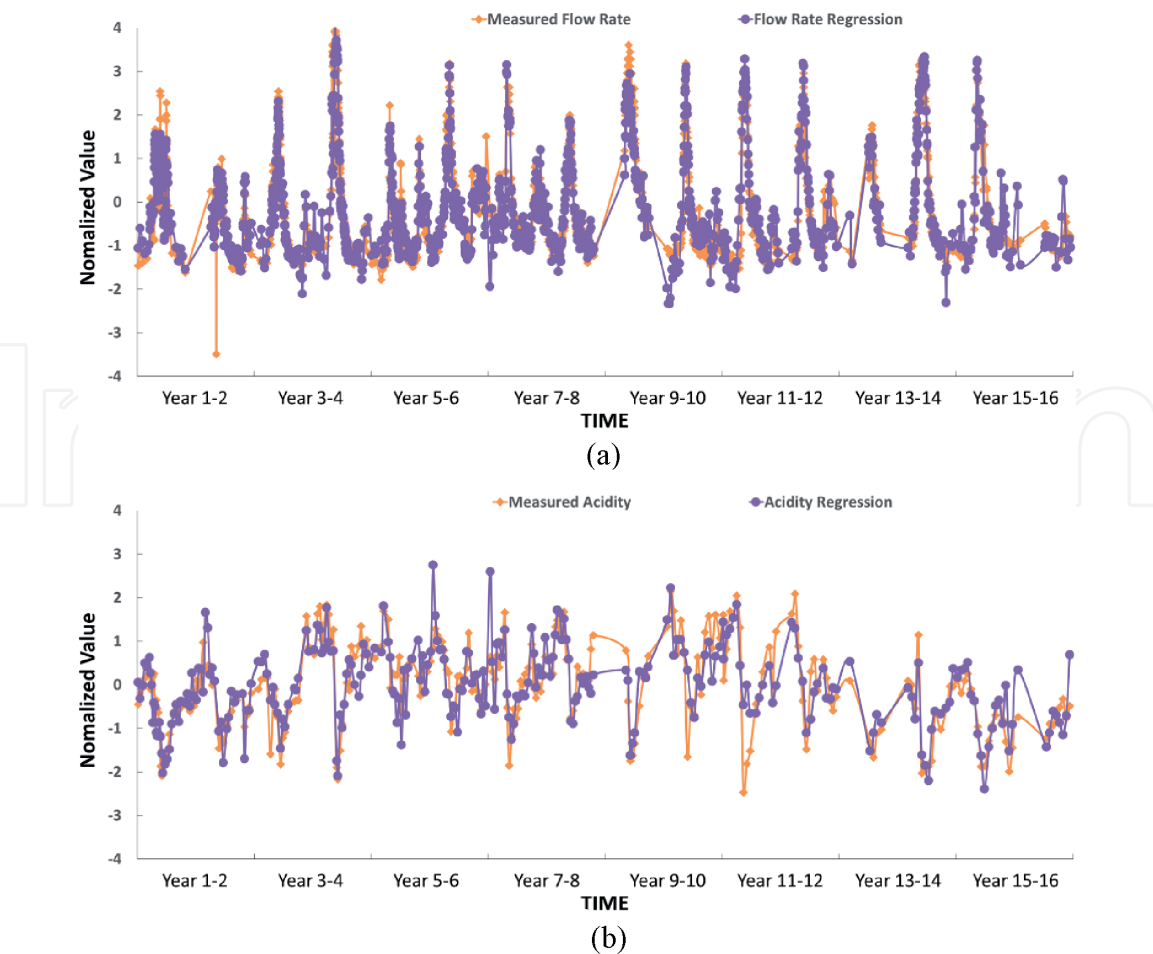 Measured Flow Rate Flow Rate Regression
4
3
2
1
0
-1
-2
-3
-4
Nomalized Value
Year 1-2 Year 3-4 Year 5-6 Year 7-8 Year 9-10 Year 11-12 Year 13-14 Year 15-16
TIME
(a)
Measured Acidity Acidity Regression
4
3
2
1
0
-1
-2
-3
-4
Nomalized Value
Year 1-2 Year 3-4 Year 5-6 Year 7-8 Year 9-10 Year 11-12 Year 13-14 Year 15-16
TIME
(b)